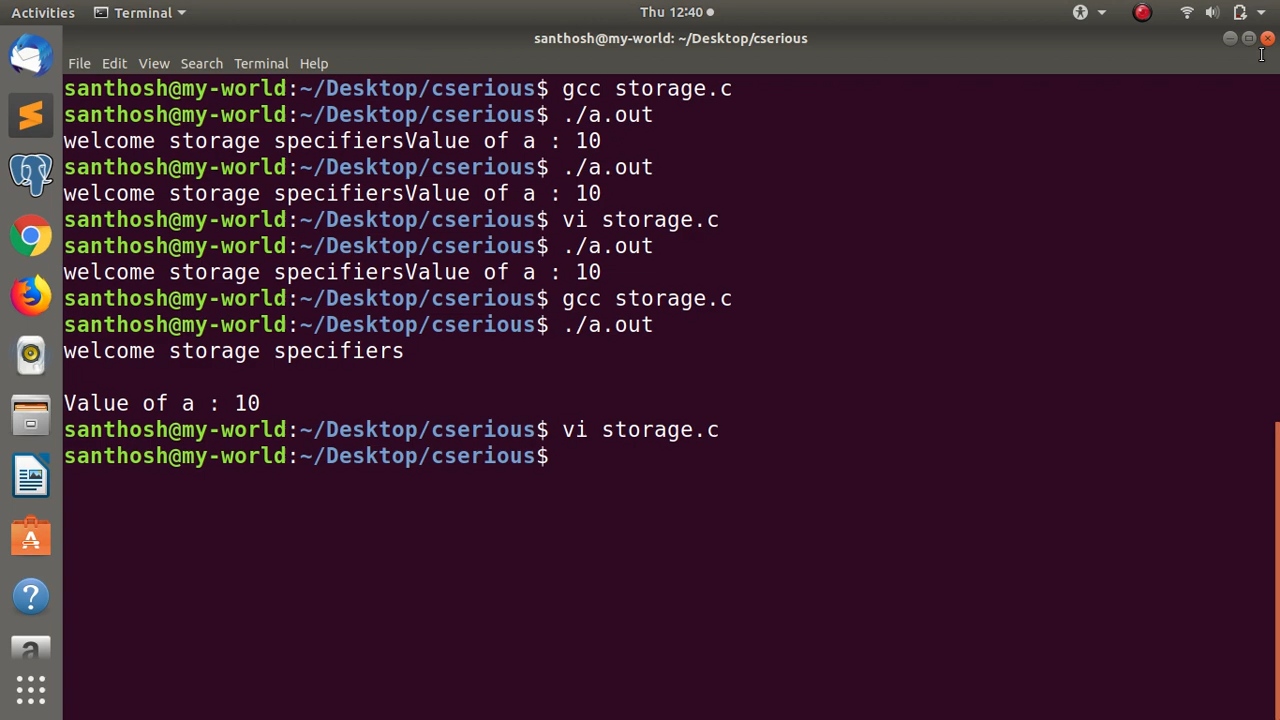 Activities Terminal Thu 12:40
santhosh@my-world: ~/Desktop/cserious
File Edit View Search Terminal Help
santhosh@my-world:~/Desktop/cserious$ gcc storage.c
santhosh@my-world:~/Desktop/cserious$ ./a.out
welcome storage specifiersValue of a : 10
santhosh@my-world:~/Desktop/cserious$ ./a.out
welcome storage specifiersValue of a : 10
santhosh@my-world:~/Desktop/cserious$ vi storage.c
santhosh@my-world:~/Desktop/cserious$ ./a.out
welcome storage specifiersValue of a : 10
santhosh@my-world:~/Desktop/cserious$ gcc storage.c
santhosh@my-world:~/Desktop/cserious$ ./a.out
welcome storage specifiers
Value of a : 10
santhosh@my-world:~/Desktop/cserious$ vi storage.c
santhosh@my-world:~/Desktop/cserious$